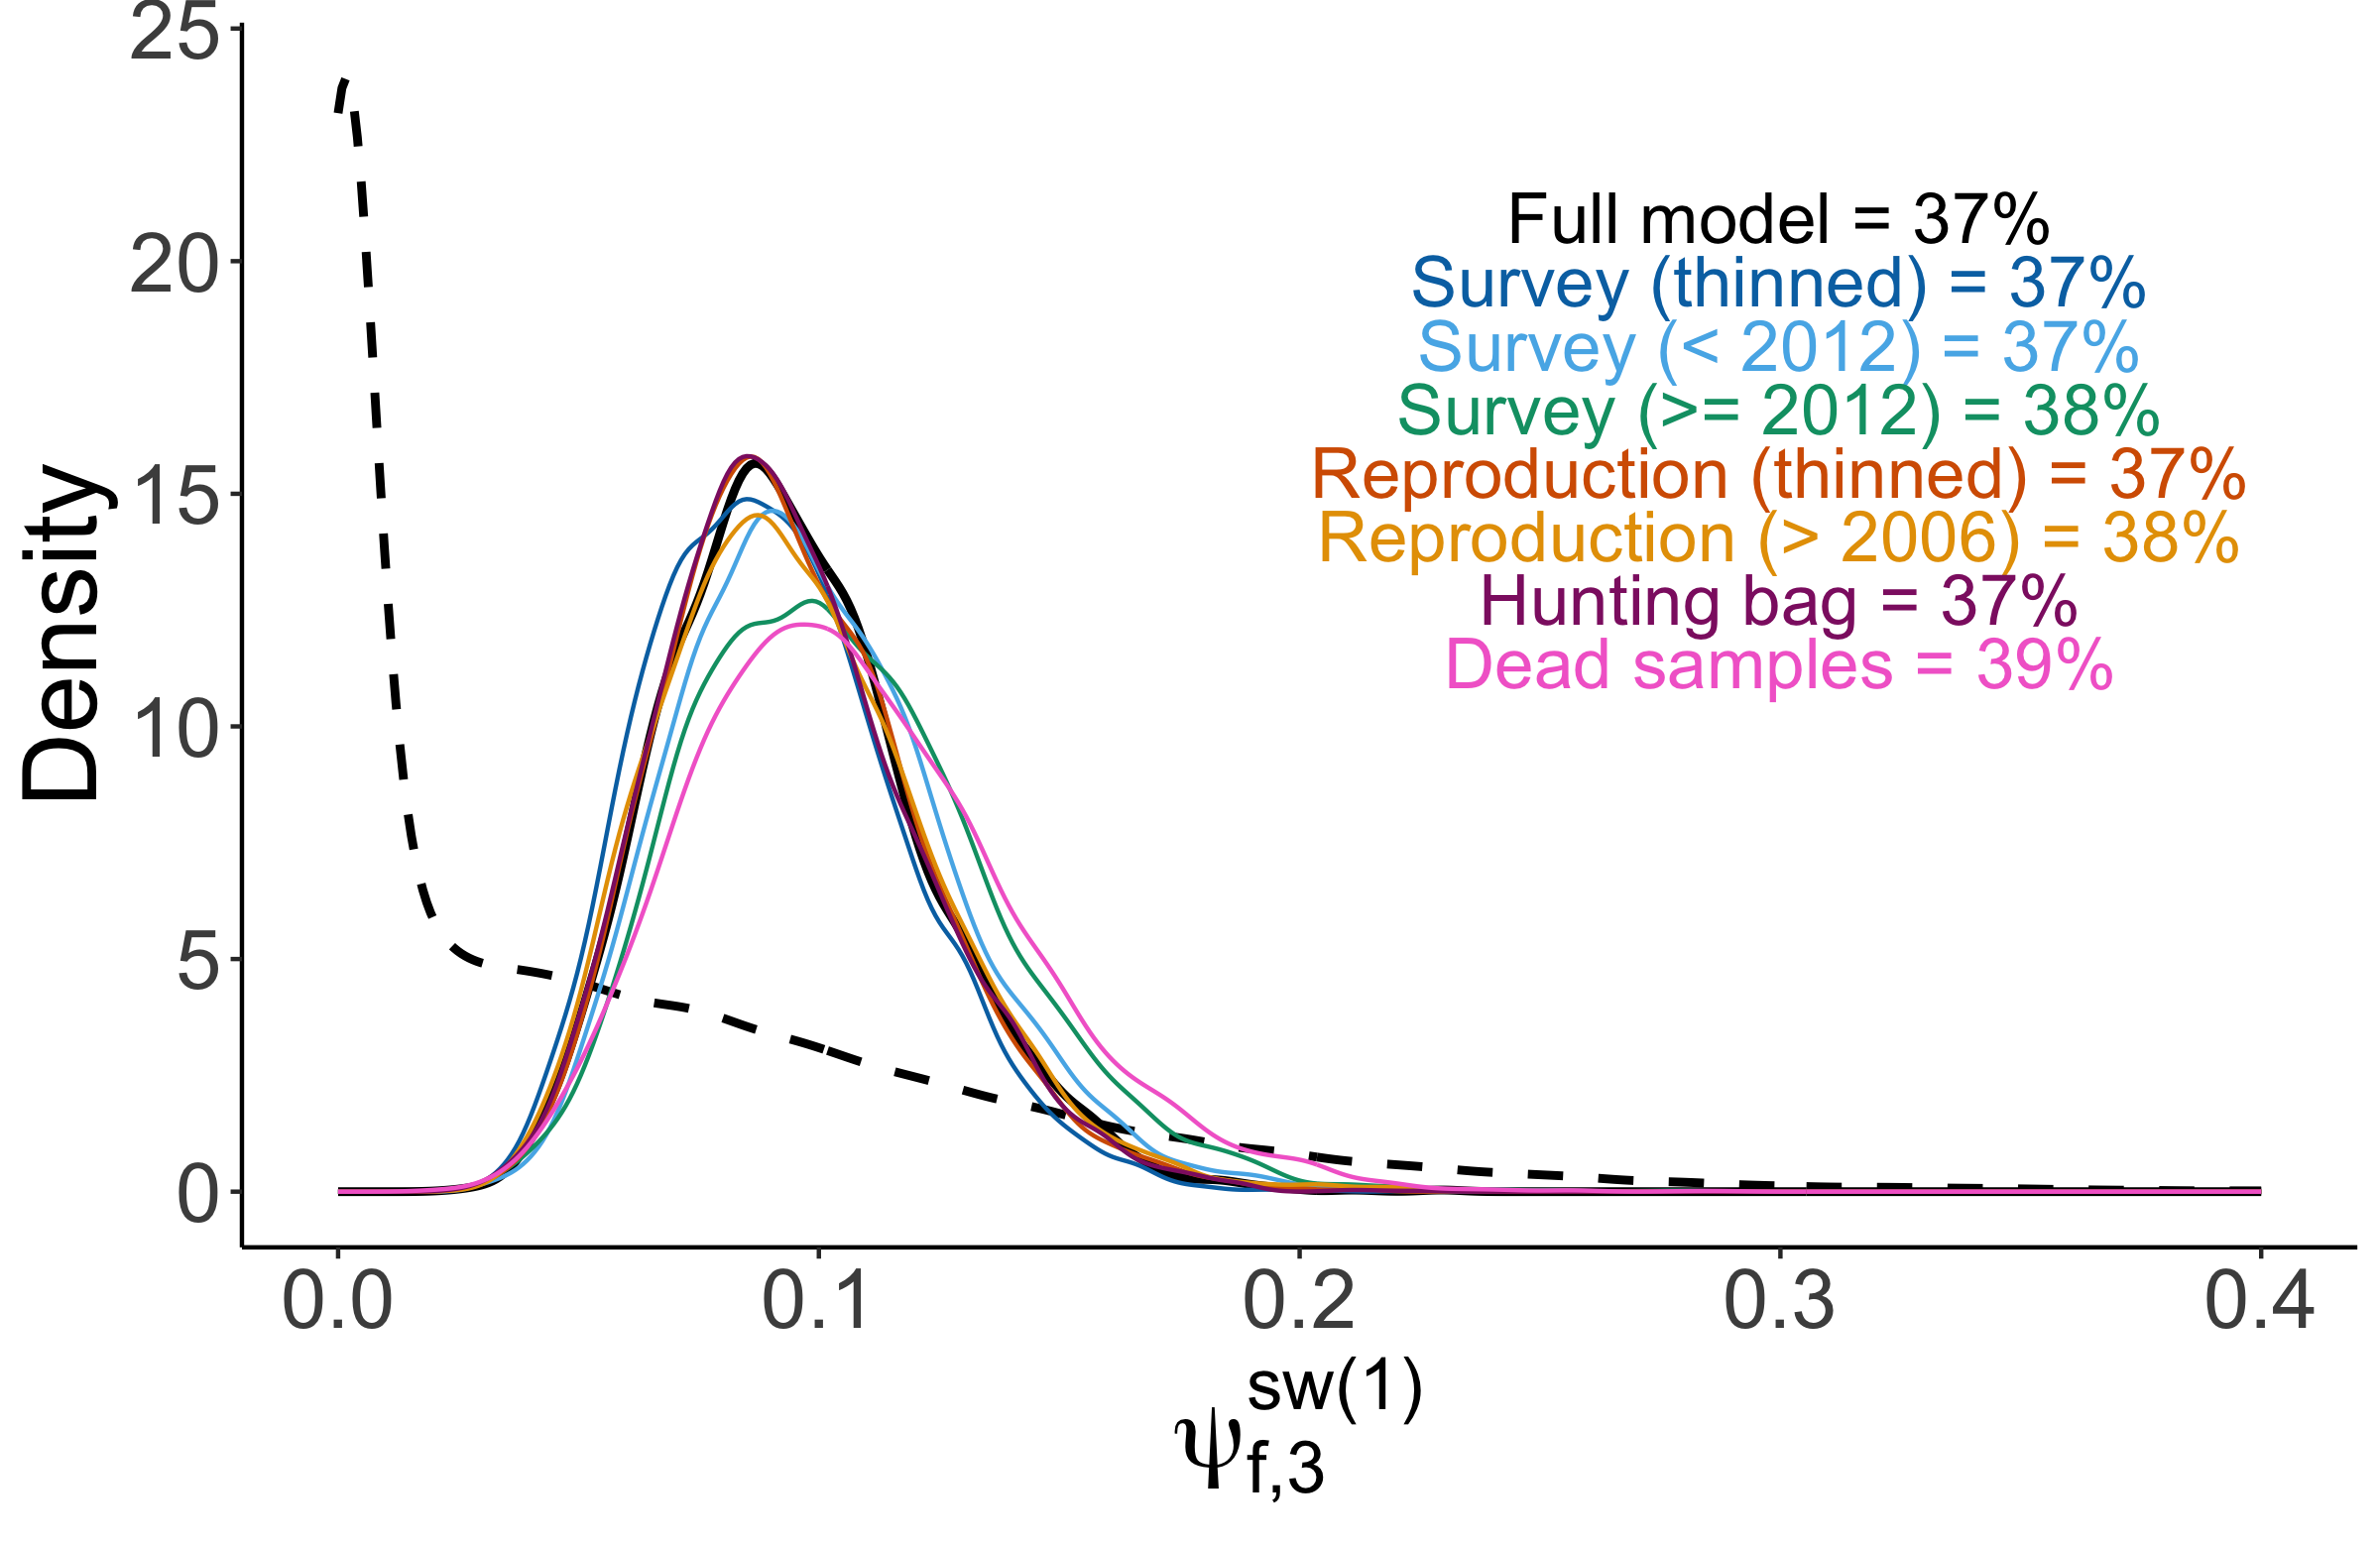 25
20
15
10
5
0
Density
Full model = 37%
Survey (thinned) = 37%
Survey (< 2012) = 37%
Survey (>= 2012) = 38%
Reproduction (thinned) = 37%
Reproduction (> 2006) = 38%
Hunting bag = 37%
Dead samples = 39%
0.0 0.1 0.2 0.3 0.4
ψ sw(1) f,3